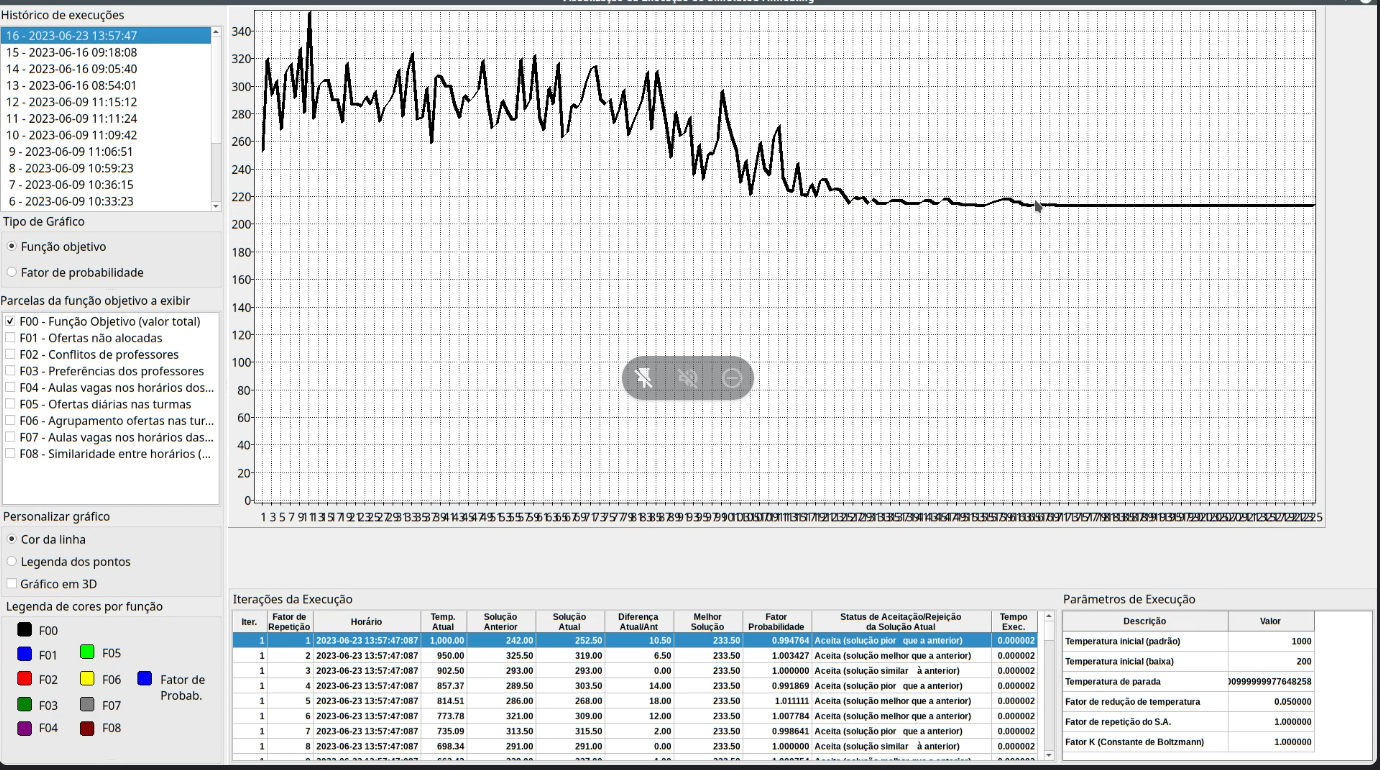 Histórico de execuções
16 - 2023-06-23 13:57:47
15 - 2023-06-16 09:18:08
14 - 2023-06-16 09:05:40
13 - 2023-06-16 08:54:01
12 - 2023-06-09 11:15:12
11 - 2023-06-09 11:11:24
10 - 2023-06-09 11:09:42
9 - 2023-06-09 11:06:51
8 - 2023-06-09 10:59:23
7 - 2023-06-09 10:36:15
6 - 2023-06-09 10:33:23
Tipo de Gráfico
Função objetivo
Fator de probabilidade
Parcelas da função objetivo a exibir
F00 - Função Objetivo (valor total)
F01 - Ofertas não alocadas
F02 - Conflitos de professores
F03 - Preferências dos professores
F04 - Aulas vagas nos horários dos...
F05 - Ofertas diárias nas turmas
F06 - Agrupamento ofertas nas tur...
F07 - Aulas vagas nos horários das...
F08 - Similaridade entre horários (...
Personalizar gráfico
Cor da linha
Legenda dos pontos
Gráfico em 3D
Legenda de cores por função
F00
F01 F05
F02 F06 Fator de Probab.
F03 F07
F04 F08
340
320
300
280
260
240
220
200
180
160
140
120
100
80
60
40
20
0
1 3 5 7 9
Iterações da Execução
Iter. Fator de Repetição Horário Temp. Atual Solução Anterior Solução Atual Diferença Atual/Ant Melhor Solução Fator Probabilidade Status de Aceitação/Rejeição da Solução Atual Tempo Exec.
1 1 2023-06-23 13:57:47:087 1,000.00 242.00 252.50 10.50 233.50 0.994764 Aceita (solução pior que a anterior) 0.000002
1 2 2023-06-23 13:57:47:087 950.00 325.50 319.00 6.50 233.50 1.003427 Aceita (solução melhor que a anterior) 0.000002
1 3 2023-06-23 13:57:47:087 902.50 293.00 293.00 0.00 233.50 1.000000 Aceita (solução similar à anterior) 0.000002
1 4 2023-06-23 13:57:47:087 857.37 289.50 303.50 14.00 233.50 0.991869 Aceita (solução pior que a anterior) 0.000002
1 5 2023-06-23 13:57:47:087 814.51 286.00 268.00 18.00 233.50 1.011111 Aceita (solução melhor que a anterior) 0.000002
1 6 2023-06-23 13:57:47:087 773.78 321.00 309.00 12.00 233.50 1.007784 Aceita (solução melhor que a anterior) 0.000002
1 7 2023-06-23 13:57:47:087 735.09 313.50 315.50 2.00 233.50 0.998641 Aceita (solução pior que a anterior) 0.000002
1 8 2023-06-23 13:57:47:087 698.34 291.00 291.00 0.00 233.50 1.000000 Aceita (solução similar à anterior) 0.000002
Parâmetros de Execução
Descrição Valor
Temperatura inicial (padrão) 1000
Temperatura inicial (baixa) 200
Temperatura de parada
Fator de redução de temperatura 0.050000
Fator de repetição do S.A. 1.000000
Fator K (Constante de Boltzmann) 1.000000